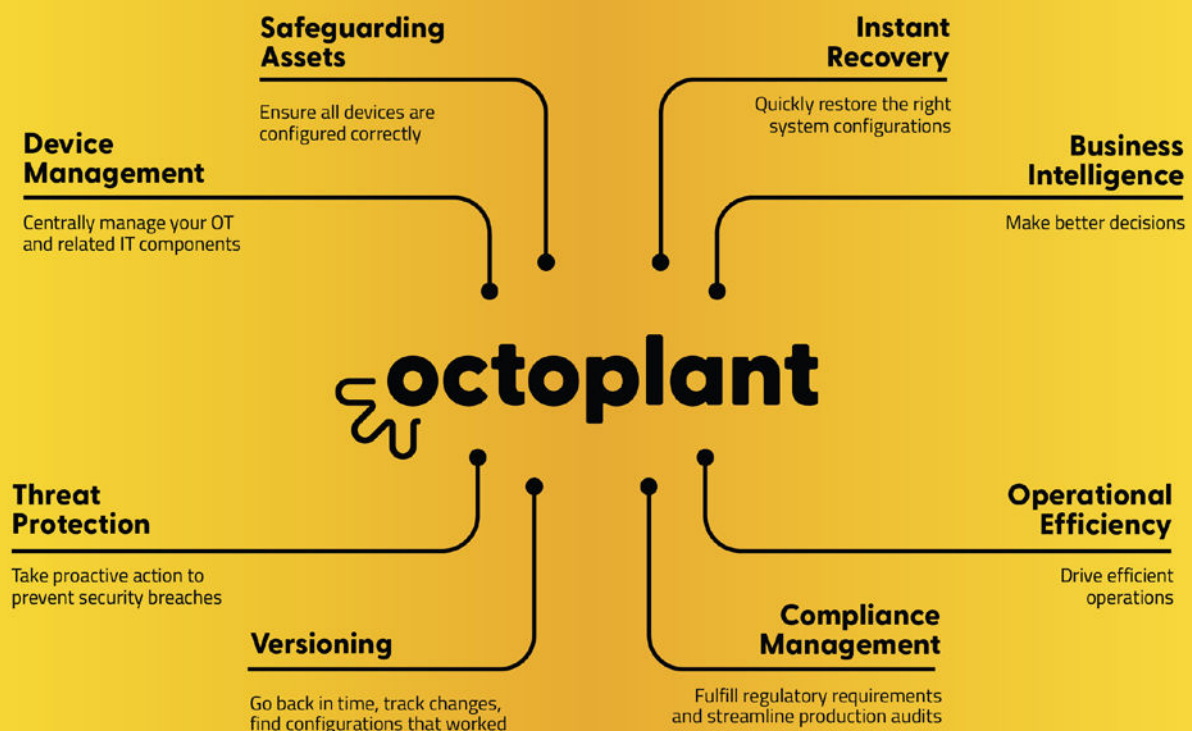 Safeguarding
Assets
Ensure all devices are
configured correctly
Instant
Recovery
Quickly restore the right
system configurations
Device
Management
Centrally manage your OT
and related IT components
Business
Intelligence
Make better decisions
octoplant
Threat
Protection
Take proactive action to
prevent security breaches
Operational
Efficiency
Drive efficient
operations
Versioning
Go back in time, track changes,
find configurations that worked
Compliance
Management
Fulfill regulatory requirements
and streamline production audits